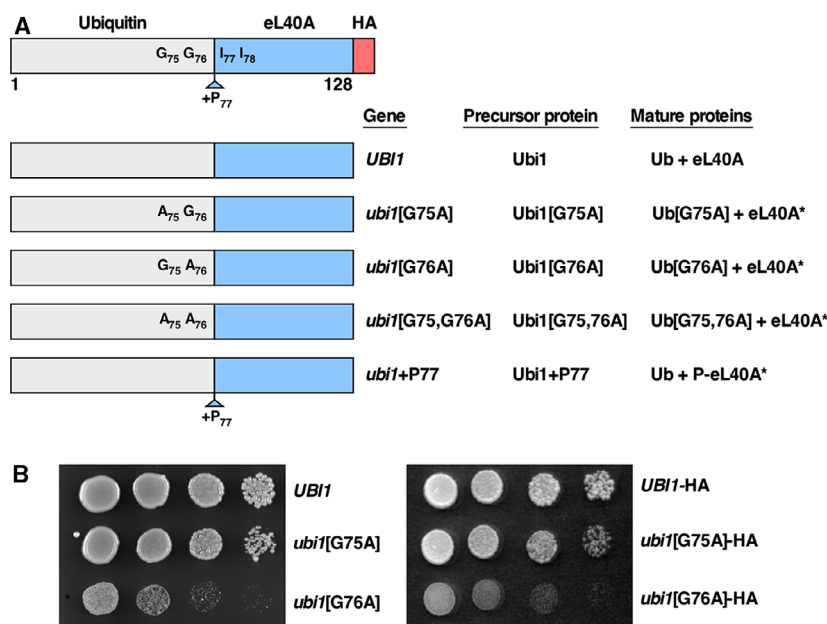 A
Ubiquitin eL40A HA
G75 G76 I77 I78
1 128
+P77
Gene Precursor protein Mature proteins
UBI1 Ubi1 Ub + eL40A
A75 G76 ubi1[G75A] Ubi1[G75A] Ub[G75A] + eL40A*
G75 A76 ubi1[G76A] Ubi1[G76A] Ub[G76A] + eL40A*
A75 A76 ubi1[G75,G76A] Ubi1[G75,76A] Ub[G75,76A] + eL40A*
ubi1+P77 Ubi1+P77 Ub + P-eL40A*
+P77
B
UBI1 UBI1-HA
ubi1[G75A] ubi1[G75A]-HA
ubi1[G76A] ubi1[G76A]-HA